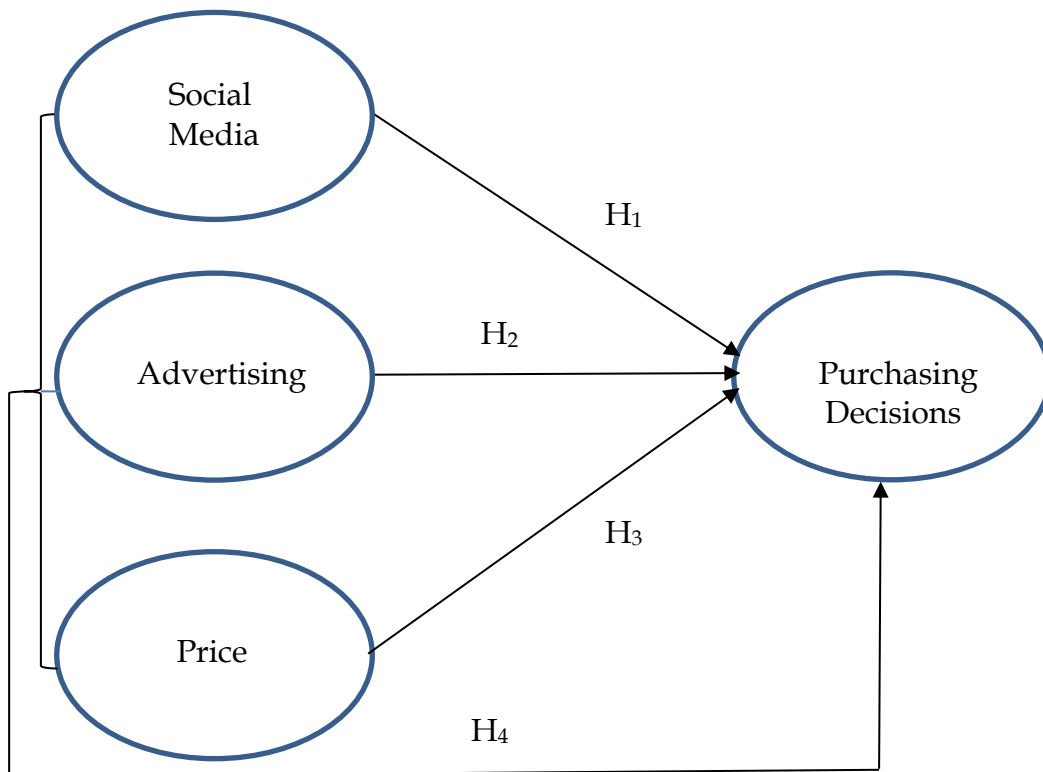 Social
Media
H₁
H₂
Advertising
Purchasing
Decisions
H₃
Price
H₄